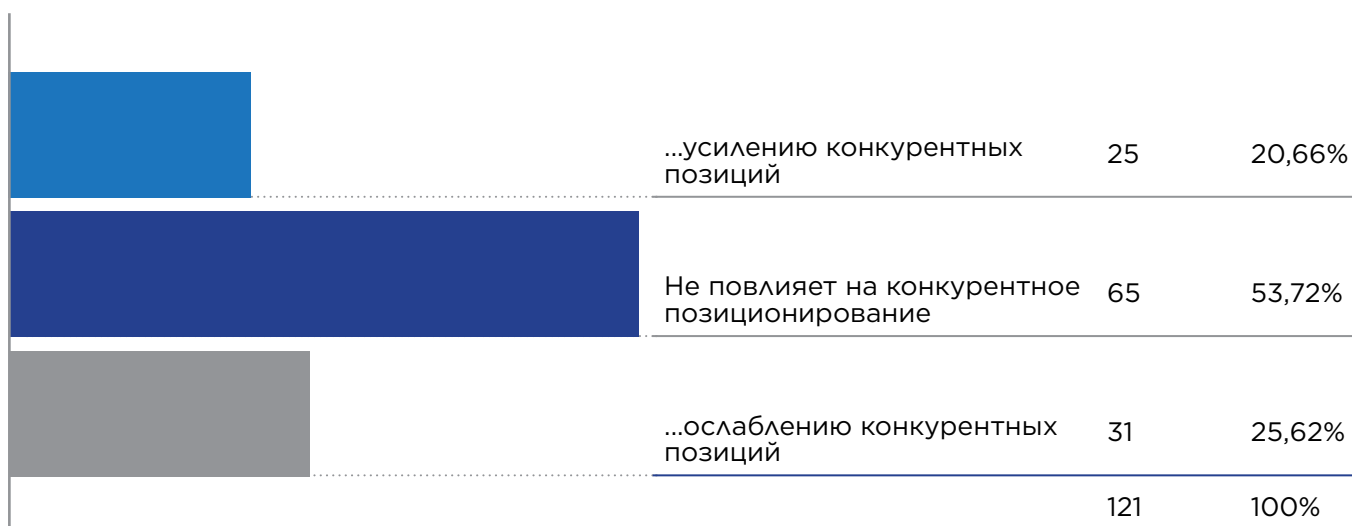 ...усилению конкурентных
позиций 25 20,66%
Не повлияет на конкурентное
позиционирование 65 53,72%
...ослаблению конкурентных
позиций 31 25,62%
121 100%